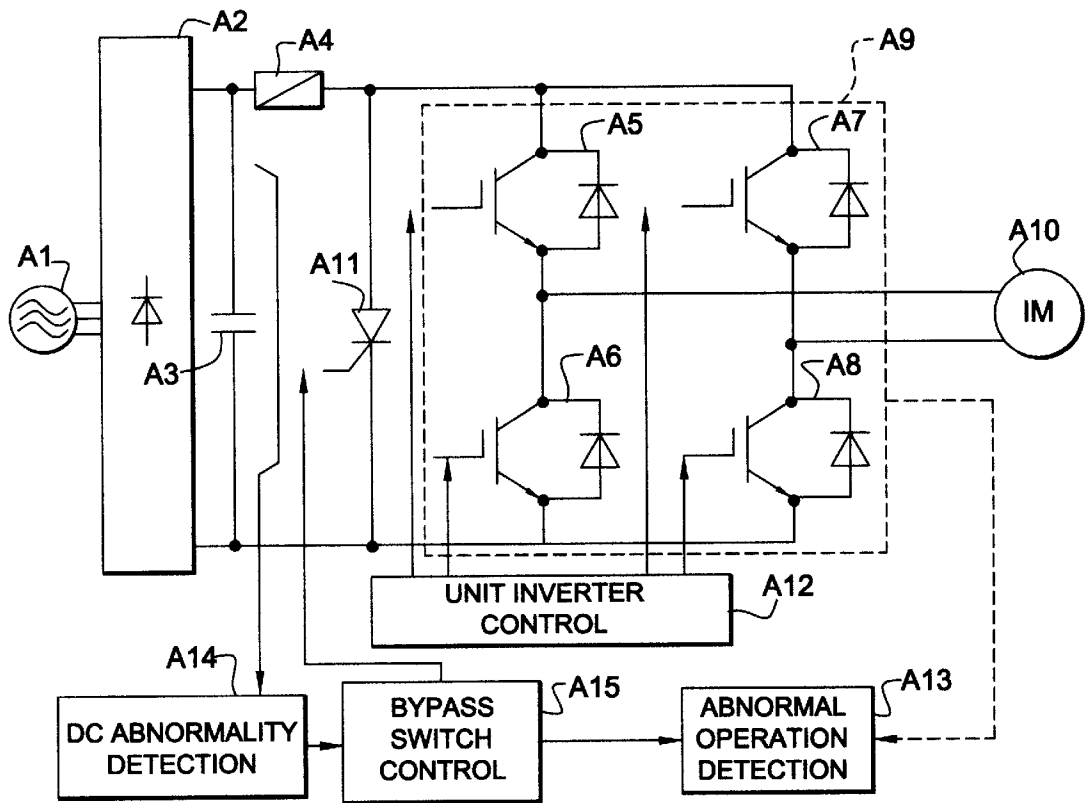 A2
A4
A9
A5
A7
A1
A11
A10
IM
A3
A6
A8
UNIT INVERTER
CONTROL
A12
A14
A15
A13
DC ABNORMALITY
DETECTION
BYPASS
SWITCH
CONTROL
ABNORMAL
OPERATION
DETECTION